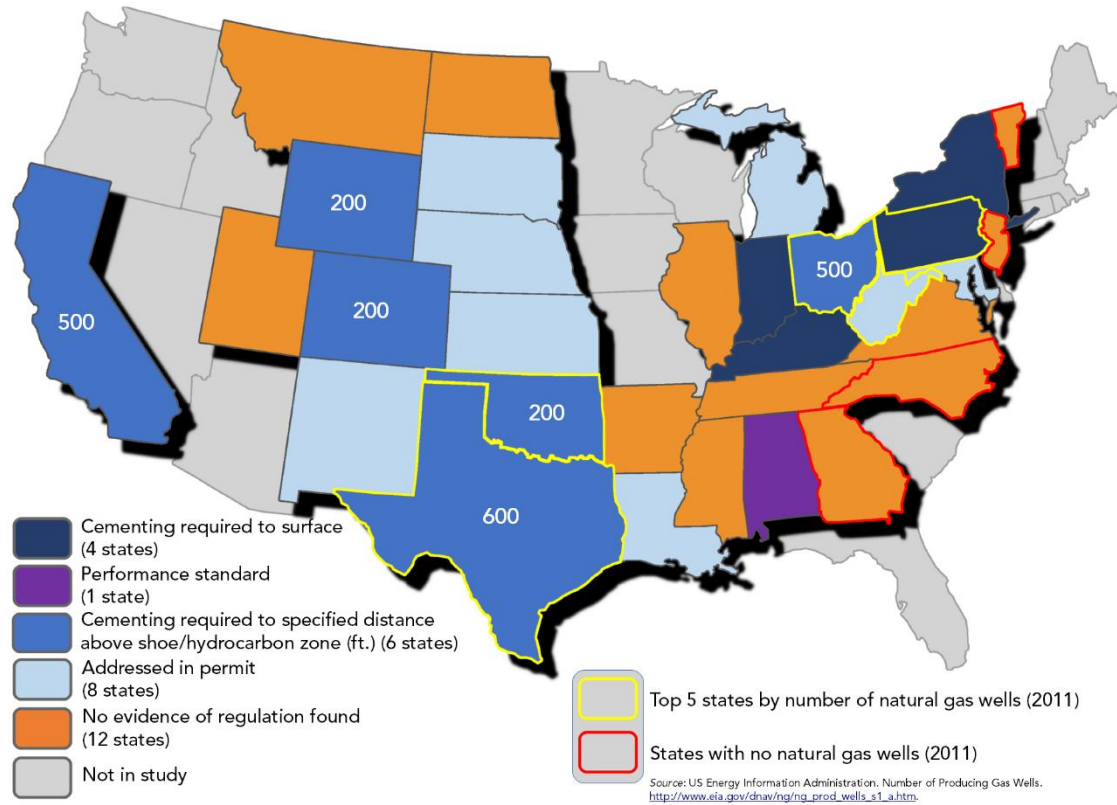 200
500
200
500
200
600
Cementing required to surface
(4 states)
Performance standard
(1 state)
Cementing required to specified distance
above shoe/hydrocarbon zone (ft.) (6 states)
Addressed in permit
(8 states)
No evidence of regulation found
(12 states)
Not in study
Top 5 states by number of natural gas wells (2011)
States with no natural gas wells (2011)
Source: US Energy Information Administration. Number of Producing Gas Wells.
http://www.eia.gov/dnav/ng/ng_prod_wells_s1_a.htm.